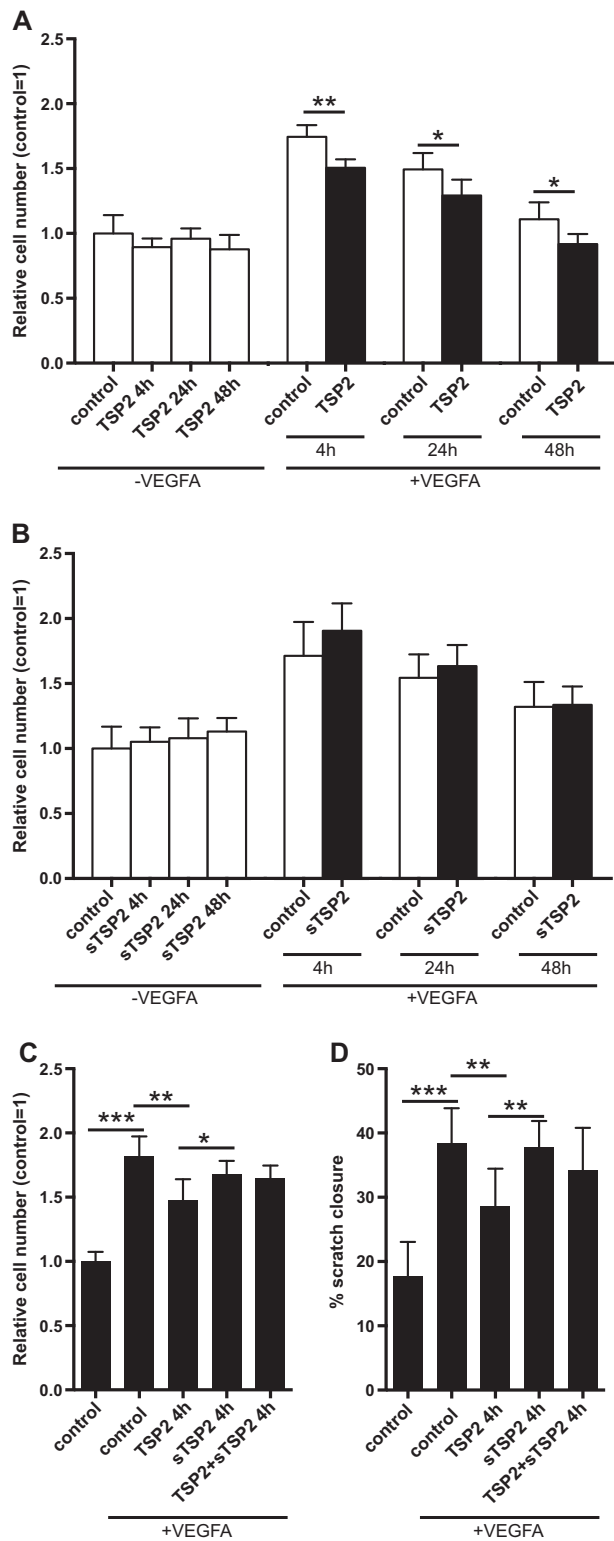 A
Relative cell number (control=1)
2.5
2.0
1.5
1.0
0.5
0.0
** * *
control TSP2 4h TSP2 24h TSP2 48h control TSP2 control TSP2 control TSP2
4h 24h 48h
-VEGFA +VEGFA
B
Relative cell number (control=1)
2.5
2.0
1.5
1.0
0.5
0.0
control sTSP2 4h sTSP2 24h sTSP2 48h control sTSP2 control sTSP2 control sTSP2
4h 24h 48h
-VEGFA +VEGFA
C
Relative cell number (control=1)
2.5
2.0
1.5
1.0
0.5
0.0
*** ** *
control control TSP2 4h sTSP2 4h TSP2+sTSP2 4h
+VEGFA
D
% scratch closure
50
40
30
20
10
0
*** ** **
control control TSP2 4h sTSP2 4h TSP2+sTSP2 4h
+VEGFA